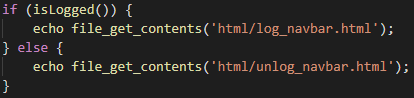 if (isLogged()) {
    echo file_get_contents('html/log_navbar.html');
} else {
    echo file_get_contents('html/unlog_navbar.html');
}